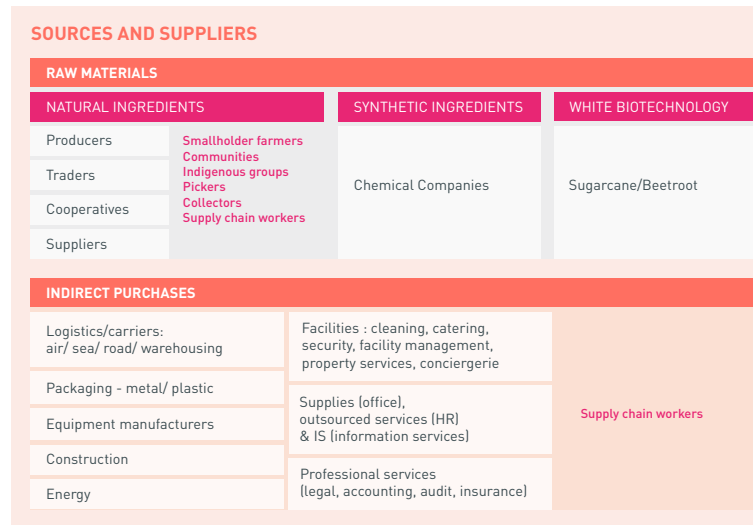 SOURCES AND SUPPLIERS
RAW MATERIALS
NATURAL INGREDIENTS
Producers
Traders
Cooperatives
Suppliers
Smallholder farmers
Communities
Indigenous groups
Pickers
Collectors
Supply chain workers
SYNTHETIC INGREDIENTS
Chemical Companies
WHITE BIOTECHNOLOGY
Sugarcane/Beetroot
INDIRECT PURCHASES
Logistics/carriers:
air/ sea/ road/ warehousing
Packaging - metal/ plastic
Equipment manufacturers
Construction
Energy
Facilities : cleaning, catering,
security, facility management,
property services, conciergerie
Supplies (office),
outsourced services (HR)
& IS (information services)
Professional services
(legal, accounting, audit, insurance)
Supply chain workers